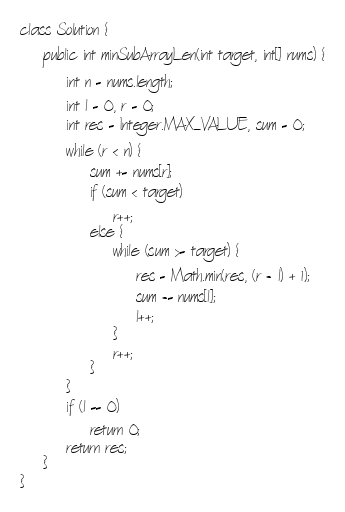 class Solution {
public int minSubArrayLen(int target, int[] nums) {
int n = nums.length;
int l = 0, r = 0;
int res = Integer.MAX_VALUE, sum = 0;
while (r < n) {
sum += nums[r];
if (sum < target)
r++;
else {
while (sum >= target) {
res = Math.min(res, (r - l) + 1);
sum -= nums[l];
l++;
}
r++;
}
}
if (l == 0)
return 0;
return res;
}
}